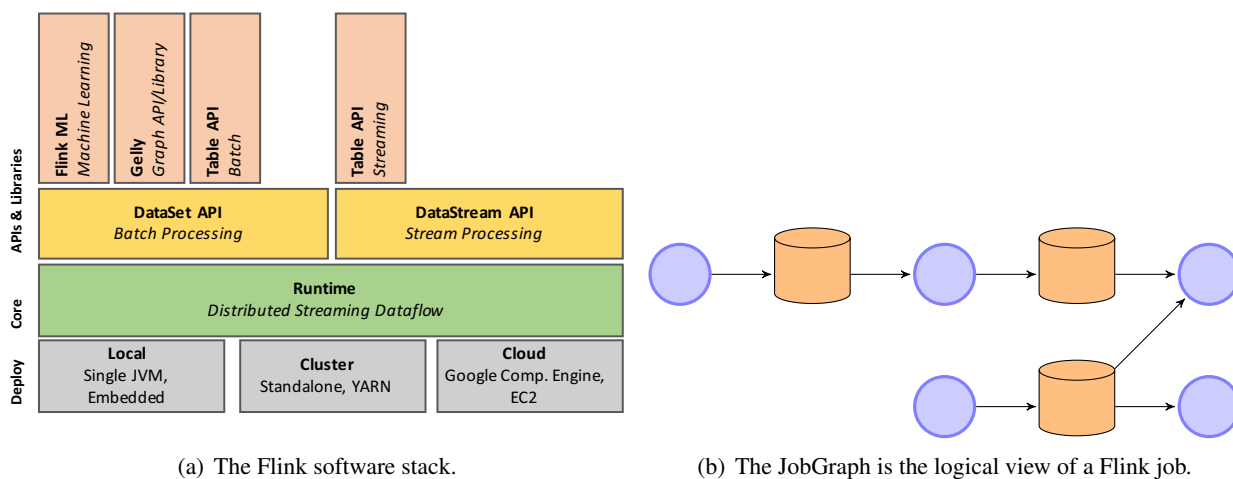 Flink ML
Machine Learning
Gelly
Graph API/Library
Table API
Batch
Table API
Streaming
APIs & Libraries
DataSet API
Batch Processing
DataStream API
Stream Processing
Core
Runtime
Distributed Streaming Dataflow
Deploy
Local
Single JVM,
Embedded
Cluster
Standalone, YARN
Cloud
Google Comp. Engine,
EC2
(a) The Flink software stack.
(b) The JobGraph is the logical view of a Flink job.